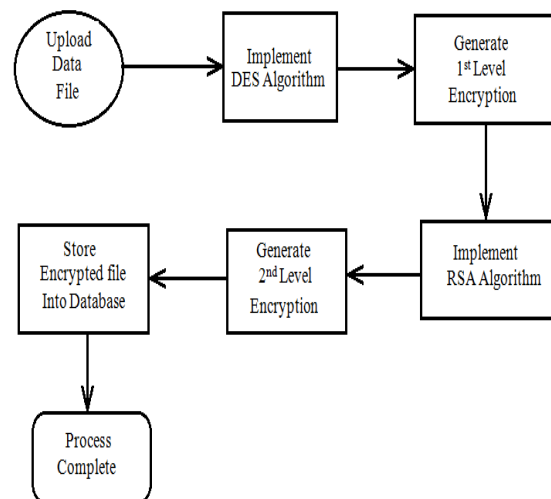 Upload
Data
File
Implement
DES Algorithm
Generate
1st Level
Encryption
Implement
RSA Algorithm
Generate
2nd Level
Encryption
Store
Encrypted file
Into Database
Process
Complete